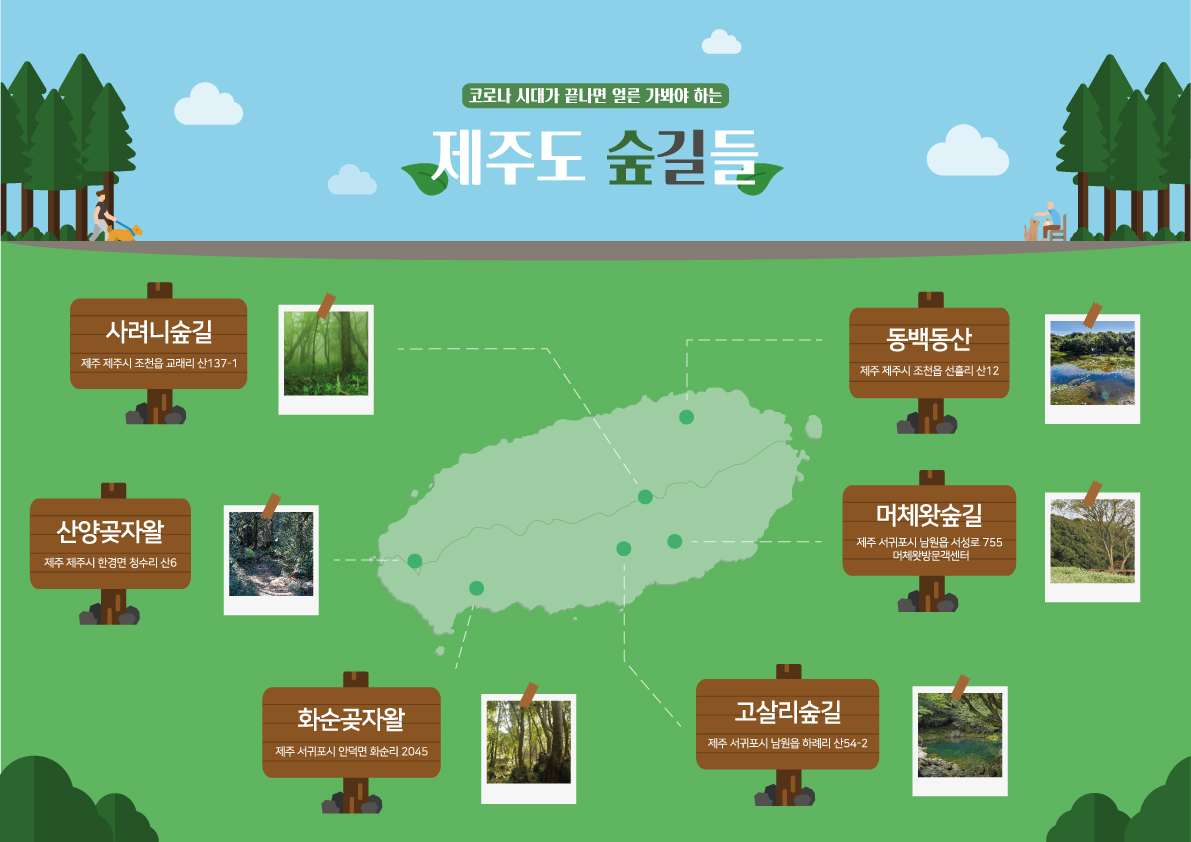 코로나 시대가 끝나면 얼른 가봐야 하는
제주도 숲길들
사려니숲길
제주 제주시 조천읍 교래리 산137-1
동백동산
제주 제주시 조천읍 선흘리 산12
산양곶자왈
제주 제주시 한경면 청수리 산6
머체왓숲길
제주 서귀포시 남원읍 서성로 755
머체왓방문객센터
화순곶자왈
제주 서귀포시 안덕면 화순리 2045
고살리숲길
제주 서귀포시 남원읍 하례리 산54-2